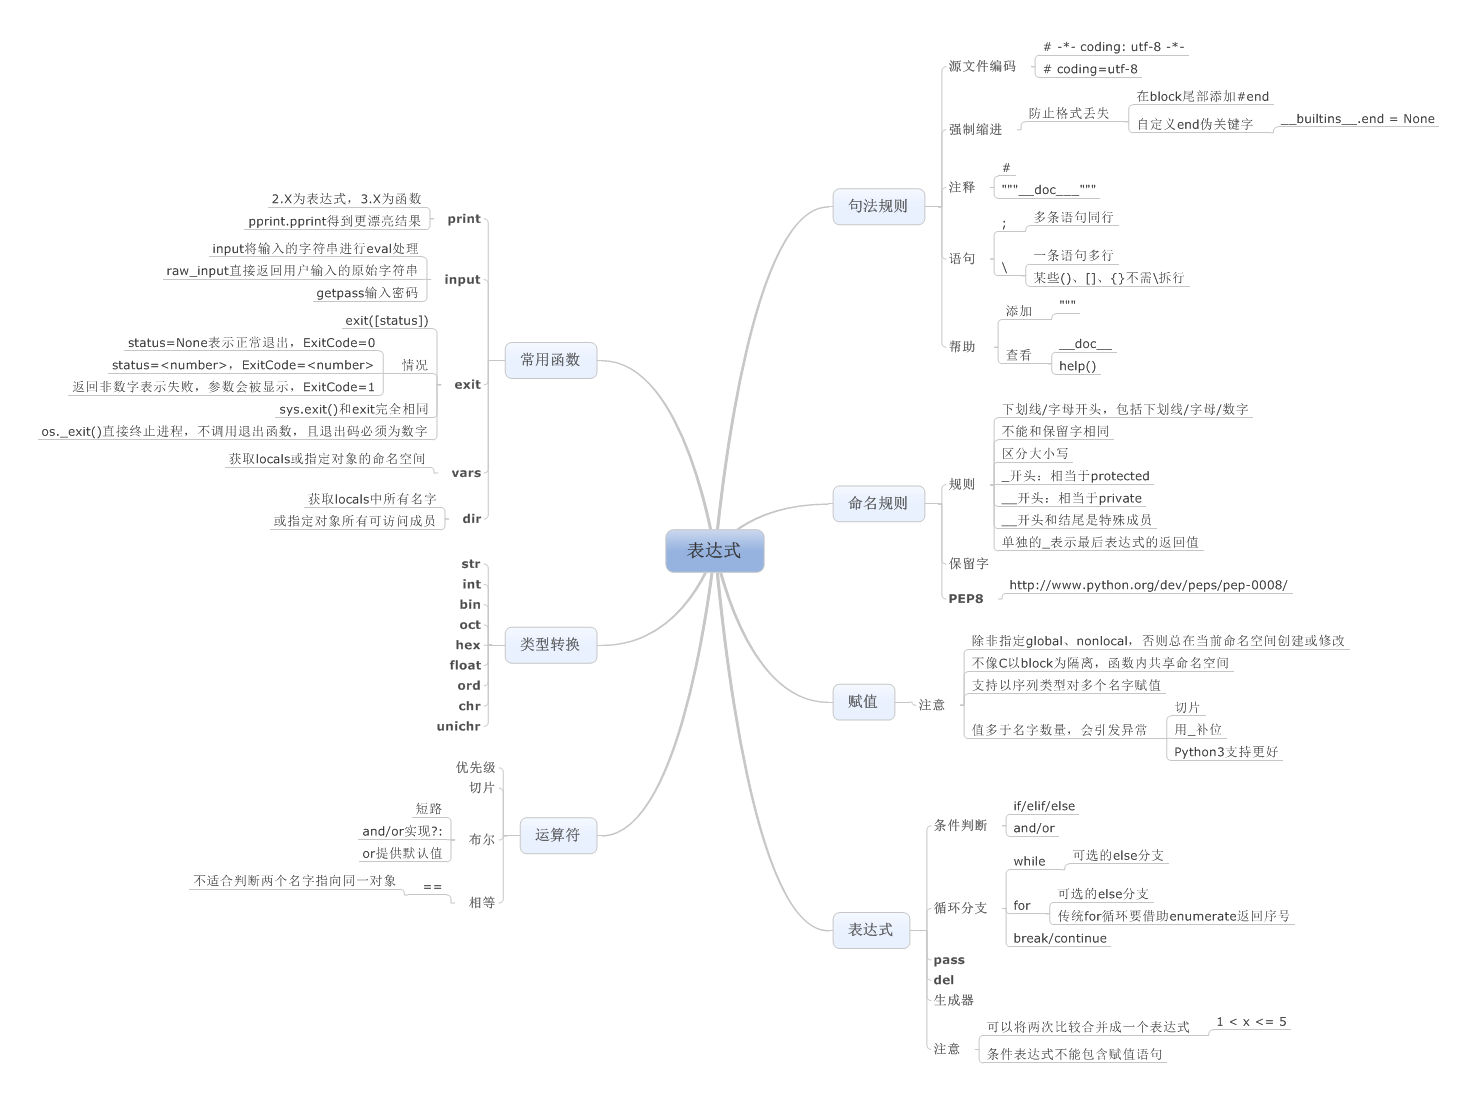 表达式
句法规则
源文件编码
# -*- coding: utf-8 -*-
# coding=utf-8
强制缩进
防止格式丢失
在block尾部添加#end
自定义end伪关键字
__builtins__.end = None
注释
#
"""__doc___"""
语句
;
多条语句同行
\
一条语句多行
某些()、[]、{}不需\拆行
帮助
添加
"""
查看
__doc__
help()
命名规则
规则
下划线/字母开头，包括下划线/字母/数字
不能和保留字相同
区分大小写
_开头：相当于protected
__开头：相当于private
__开头和结尾是特殊成员
单独的_表示最后表达式的返回值
保留字
PEP8
http://www.python.org/dev/peps/pep-0008/
赋值
注意
除非指定global、nonlocal，否则总在当前命名空间创建或修改
不像C以block为隔离，函数内共享命名空间
支持以序列类型对多个名字赋值
值多于名字数量，会引发异常
切片
用_补位
Python3支持更好
表达式
条件判断
if/elif/else
and/or
循环分支
while
可选的else分支
for
可选的else分支
传统for循环要借助enumerate返回序号
break/continue
pass
del
生成器
注意
可以将两次比较合并成一个表达式
1 < x <= 5
条件表达式不能包含赋值语句
常用函数
print
2.X为表达式，3.X为函数
pprint.pprint得到更漂亮结果
input
input将输入的字符串进行eval处理
raw_input直接返回用户输入的原始字符串
getpass输入密码
exit
exit([status])
情况
status=None表示正常退出，ExitCode=0
status=<number>，ExitCode=<number>
返回非数字表示失败，参数会被显示，ExitCode=1
sys.exit()和exit完全相同
os._exit()直接终止进程，不调用退出函数，且退出码必须为数字
vars
获取locals或指定对象的命名空间
dir
获取locals中所有名字
或指定对象所有可访问成员
类型转换
str
int
bin
oct
hex
float
ord
chr
unichr
运算符
优先级
切片
布尔
短路
and/or实现?:
or提供默认值
相等
==
不适合判断两个名字指向同一对象